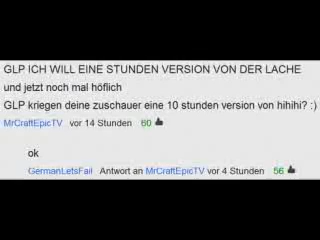 GLP ICH WILL EINE STUNDEN VERSION VON DER LACHE
und jetzt noch mal höflich
GLP kriegen deine zuschauer eine 10 stunden version von hihihi? :)
MrCraftEpicTV vor 14 Stunden 60
ok
GermanLetsFail Antwort an MrCraftEpicTV vor 4 Stunden 56